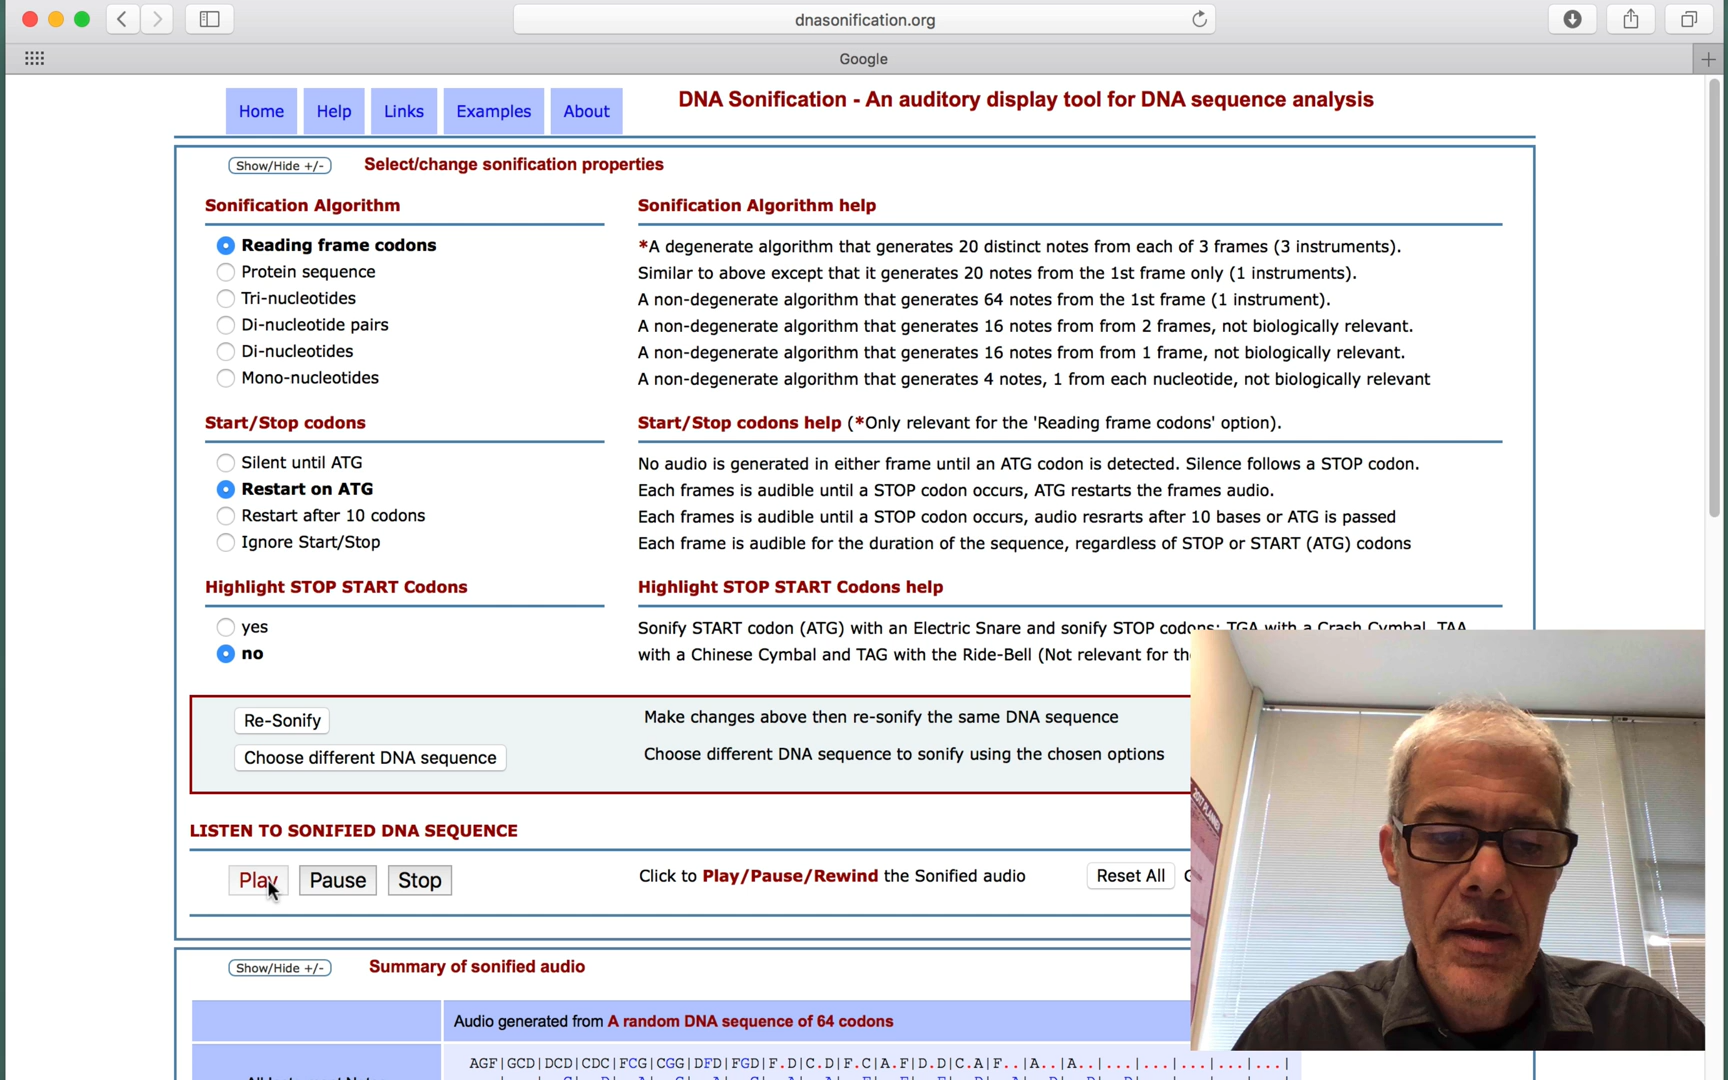 dnasonification.org
Google
Home Help Links Examples About DNA Sonification - An auditory display tool for DNA sequence analysis
Show/Hide +/- Select/change sonification properties
Sonification Algorithm Sonification Algorithm help
Reading frame codons *A degenerate algorithm that generates 20 distinct notes from each of 3 frames (3 instruments).
Protein sequence Similar to above except that it generates 20 notes from the 1st frame only (1 instruments).
Tri-nucleotides A non-degenerate algorithm that generates 64 notes from the 1st frame (1 instrument).
Di-nucleotide pairs A non-degenerate algorithm that generates 16 notes from from 2 frames, not biologically relevant.
Di-nucleotides A non-degenerate algorithm that generates 16 notes from from 1 frame, not biologically relevant.
Mono-nucleotides A non-degenerate algorithm that generates 4 notes, 1 from each nucleotide, not biologically relevant
Start/Stop codons Start/Stop codons help (*Only relevant for the 'Reading frame codons' option).
Silent until ATG No audio is generated in either frame until an ATG codon is detected. Silence follows a STOP codon.
Restart on ATG Each frames is audible until a STOP codon occurs, ATG restarts the frames audio.
Restart after 10 codons Each frames is audible until a STOP codon occurs, audio resrarts after 10 bases or ATG is passed
Ignore Start/Stop Each frame is audible for the duration of the sequence, regardless of STOP or START (ATG) codons
Highlight STOP START Codons Highlight STOP START Codons help
yes Sonify START codon (ATG) with an Electric Snare and sonify STOP codons: TGA with a Crash Cymbal, TAA
no with a Chinese Cymbal and TAG with the Ride-Bell (Not relevant for the
Re-Sonify Make changes above then re-sonify the same DNA sequence
Choose different DNA sequence Choose different DNA sequence to sonify using the chosen options
LISTEN TO SONIFIED DNA SEQUENCE
Play Pause Stop Click to Play/Pause/Rewind the Sonified audio Reset All
Show/Hide +/- Summary of sonified audio
Audio generated from A random DNA sequence of 64 codons
AGF|GCD|DCD|CDC|FCG|CGG|DFD|FGD|F.D|C.D|F.C|A.F|D.D|C.A|F..|A..|A..|...|...|...|...|...|
2017 PLANNER